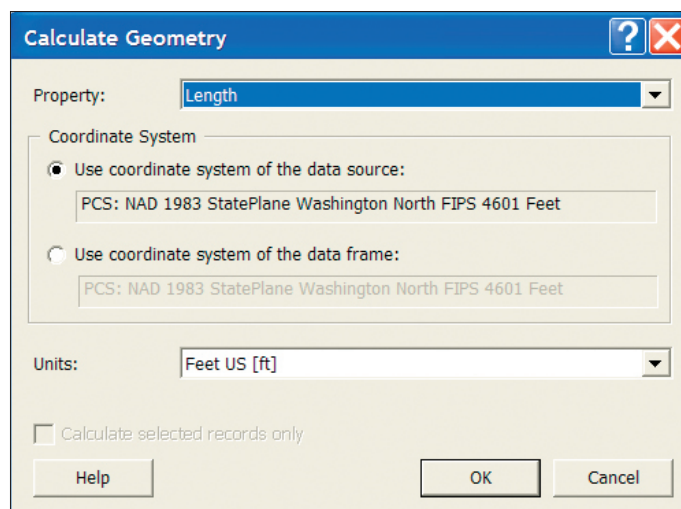 Calculate Geometry
Property: Length
Coordinate System
Use coordinate system of the data source:
PCS: NAD 1983 StatePlane Washington North FIPS 4601 Feet
Use coordinate system of the data frame:
PCS: NAD 1983 StatePlane Washington North FIPS 4601 Feet
Units: Feet US [ft]
Calculate selected records only
Help OK Cancel